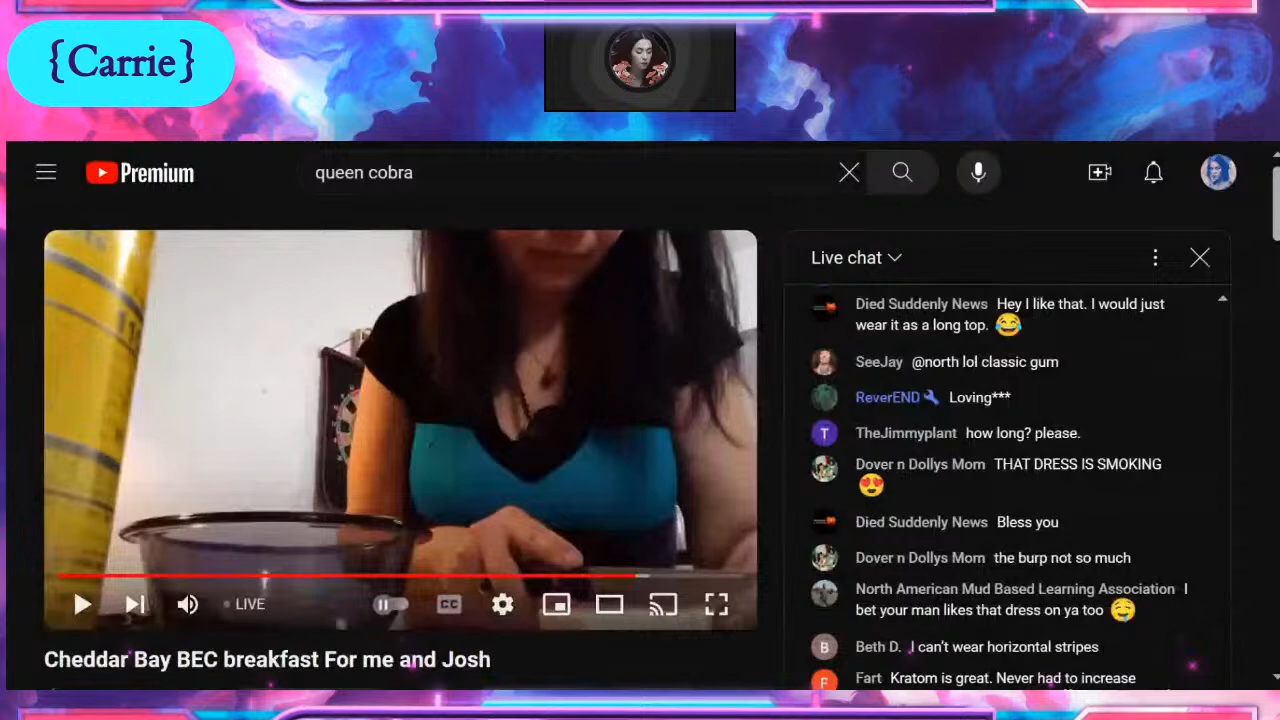 {Carrie}
Premium
queen cobra
Live chat
Died Suddenly News Hey I like that. I would just
wear it as a long top.
SeeJay @north lol classic gum
ReverEND Loving***
T TheJimmyplant how long? please.
Dover n Dollys Mom THAT DRESS IS SMOKING
Died Suddenly News Bless you
Dover n Dollys Mom the burp not so much
North American Mud Based Learning Association I
bet your man likes that dress on ya too
B Beth D. I can't wear horizontal stripes
F Fart Kratom is great. Never had to increase
LIVE
CC
Cheddar Bay BEC breakfast For me and Josh